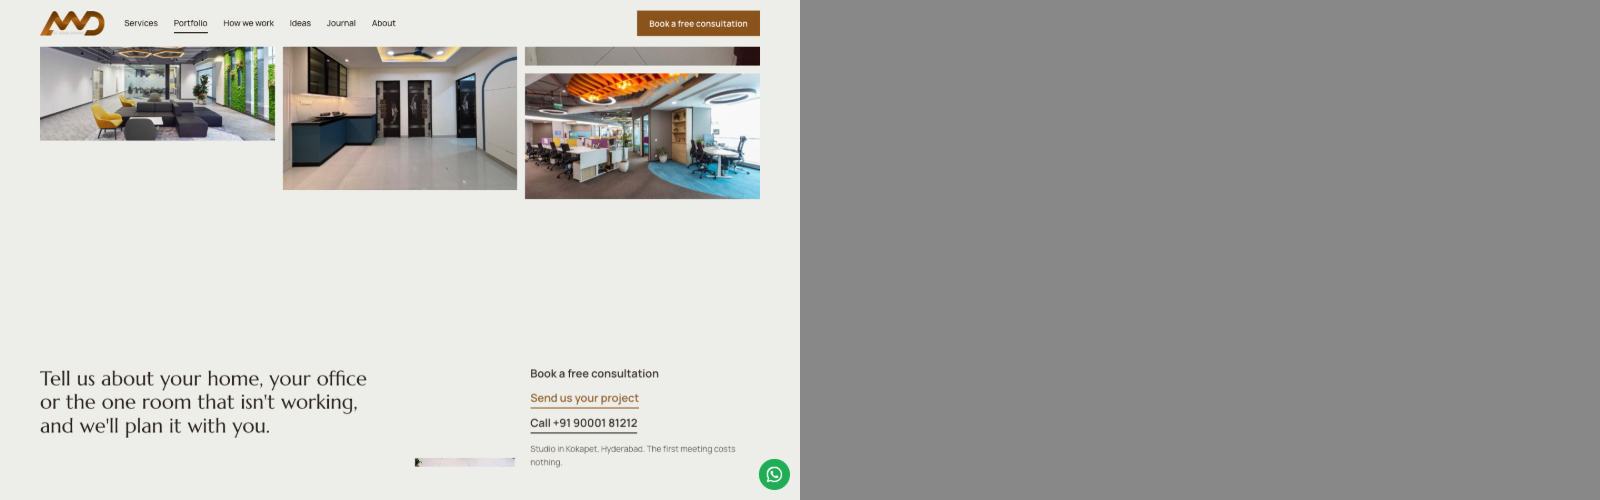 Services
Portfolio
How we work
Ideas
Journal
About
Book a free consultation
Tell us about your home, your office
or the one room that isn't working,
and we'll plan it with you.
Book a free consultation
Send us your project
Call +91 90001 81212
Studio in Kokapet, Hyderabad. The first meeting costs
nothing.